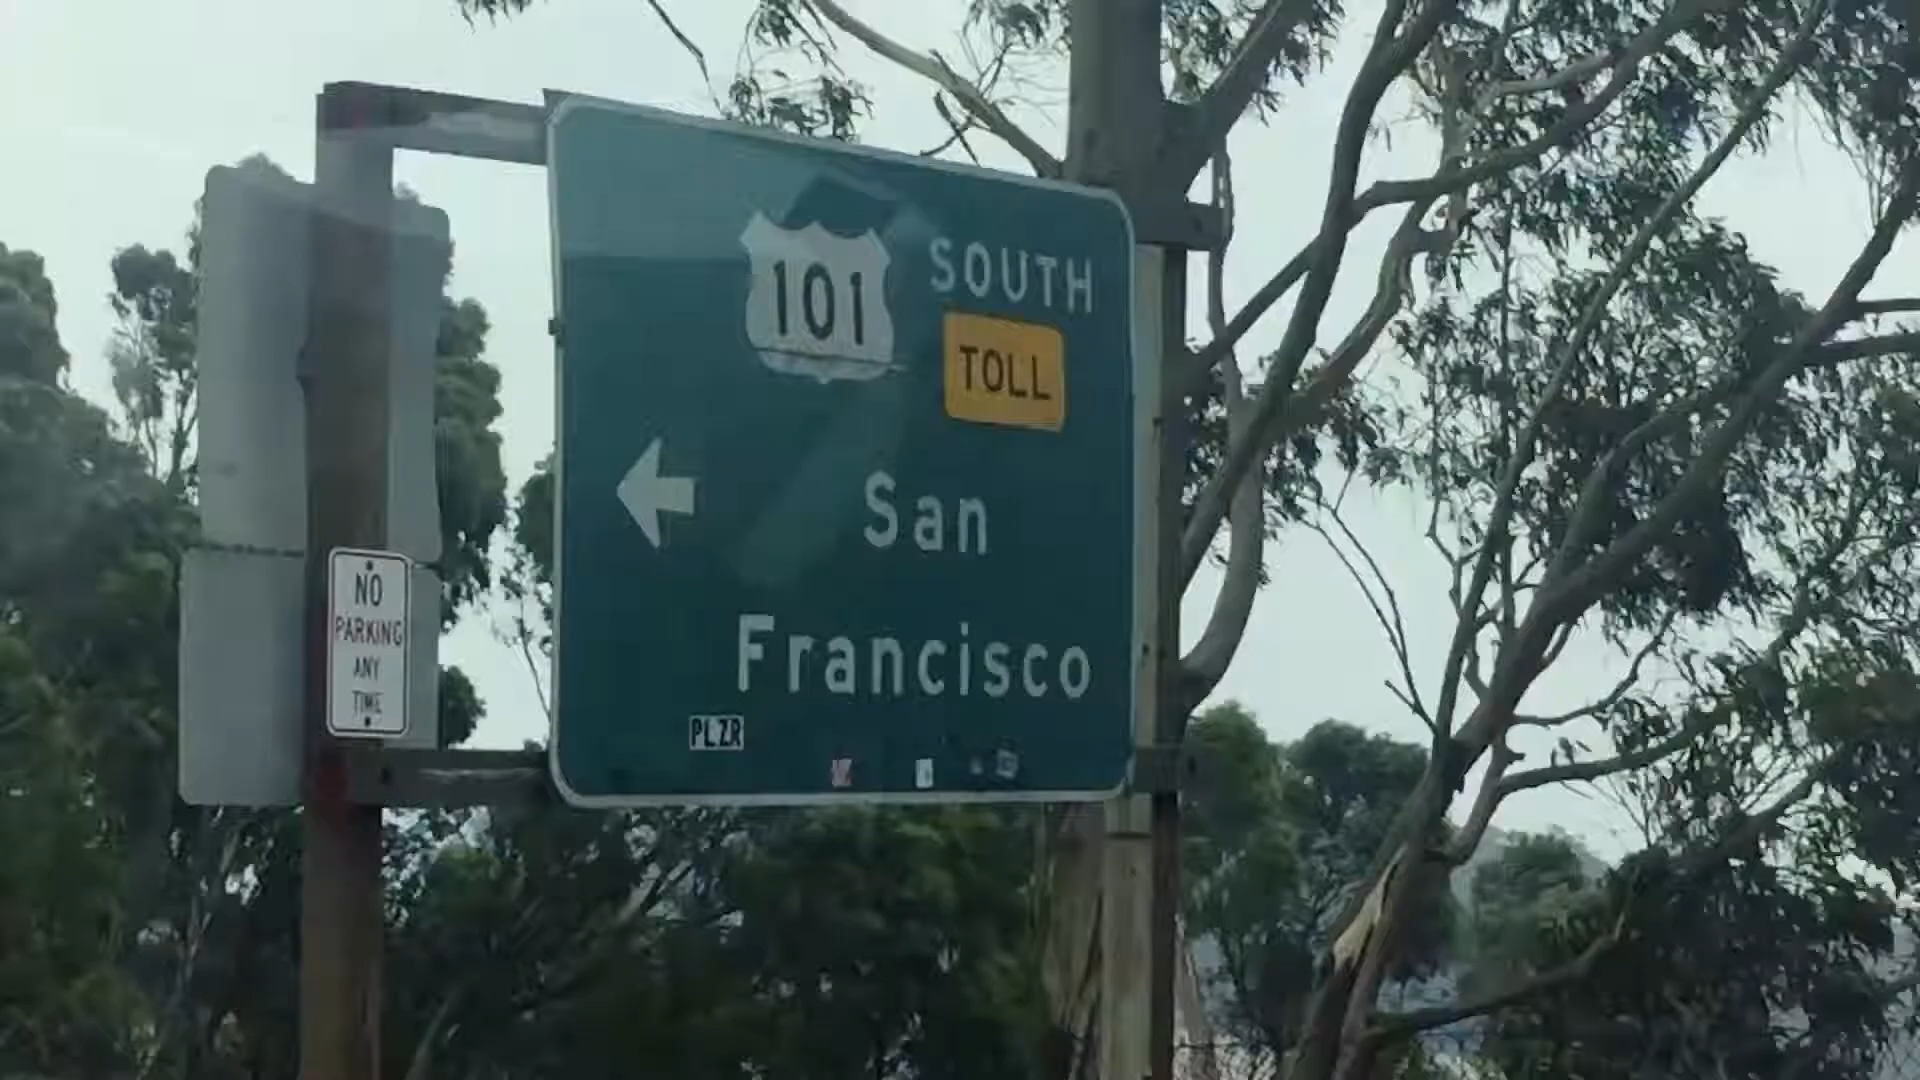 101 SOUTH
TOLL
San
Francisco
PLZR
NO
PARKING
ANY
TIME